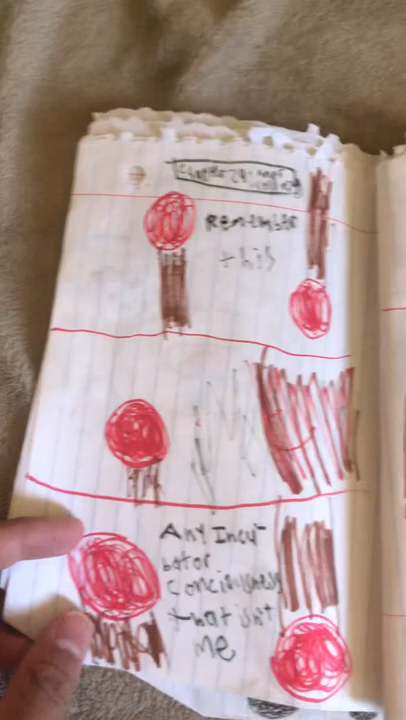 Remember
this
Any Incu-
bator
Conciousness
that isn't
Me